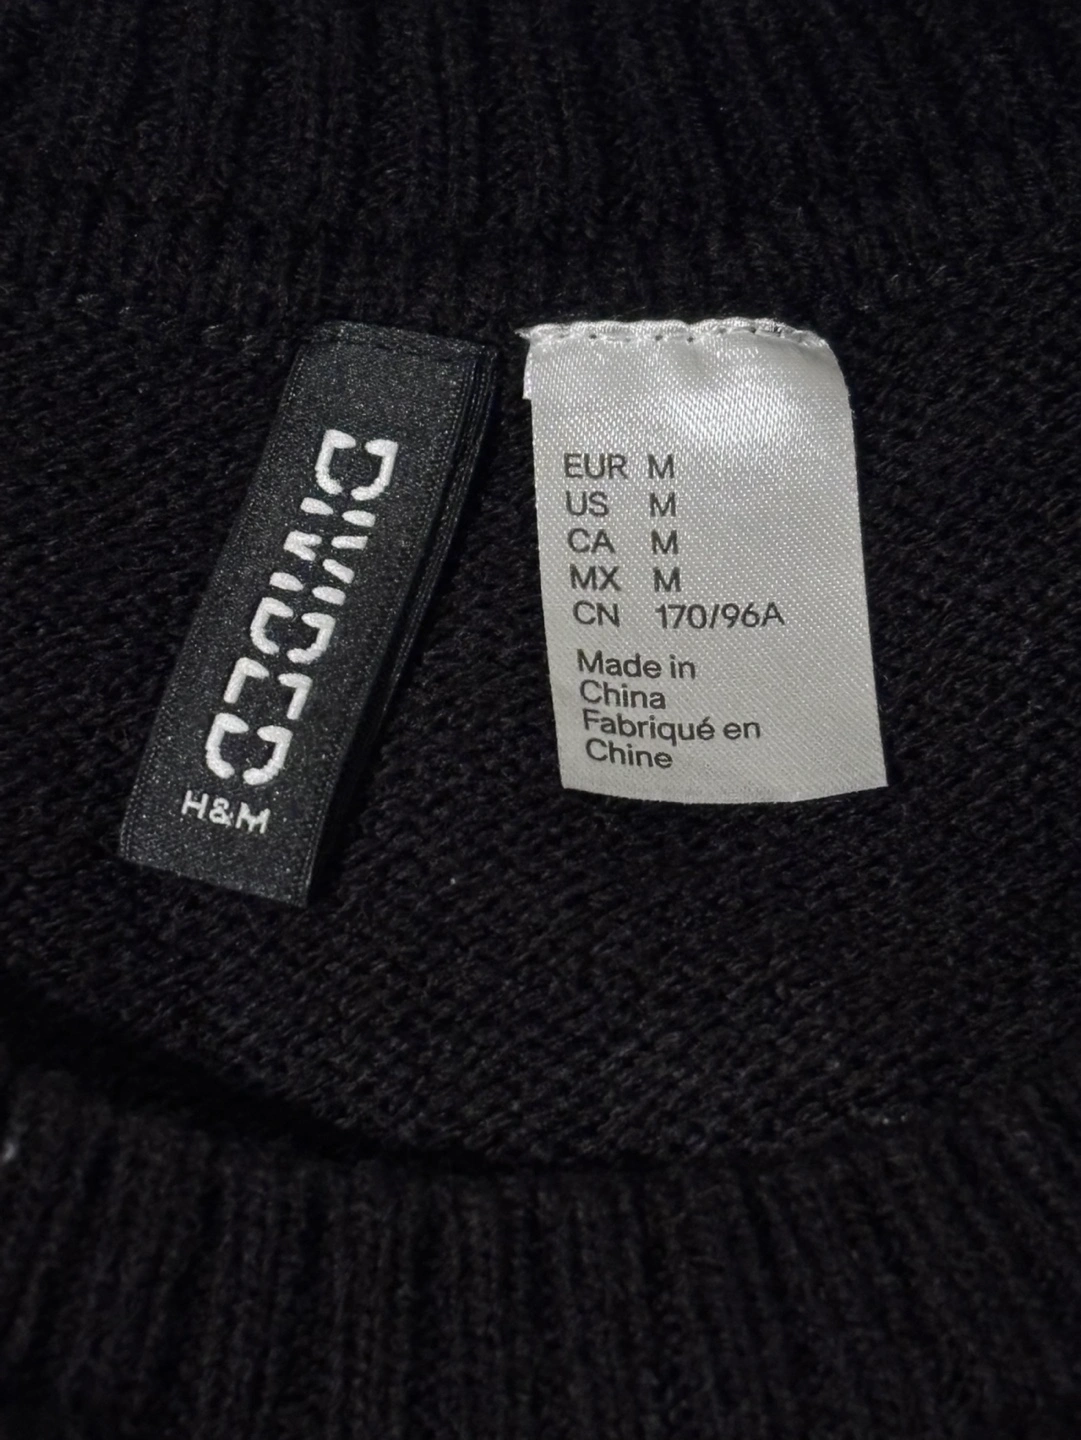 DIVIDED
H&M
EUR M
US M
CA M
MX M
CN 170/96A
Made in
China
Fabriqué en
Chine